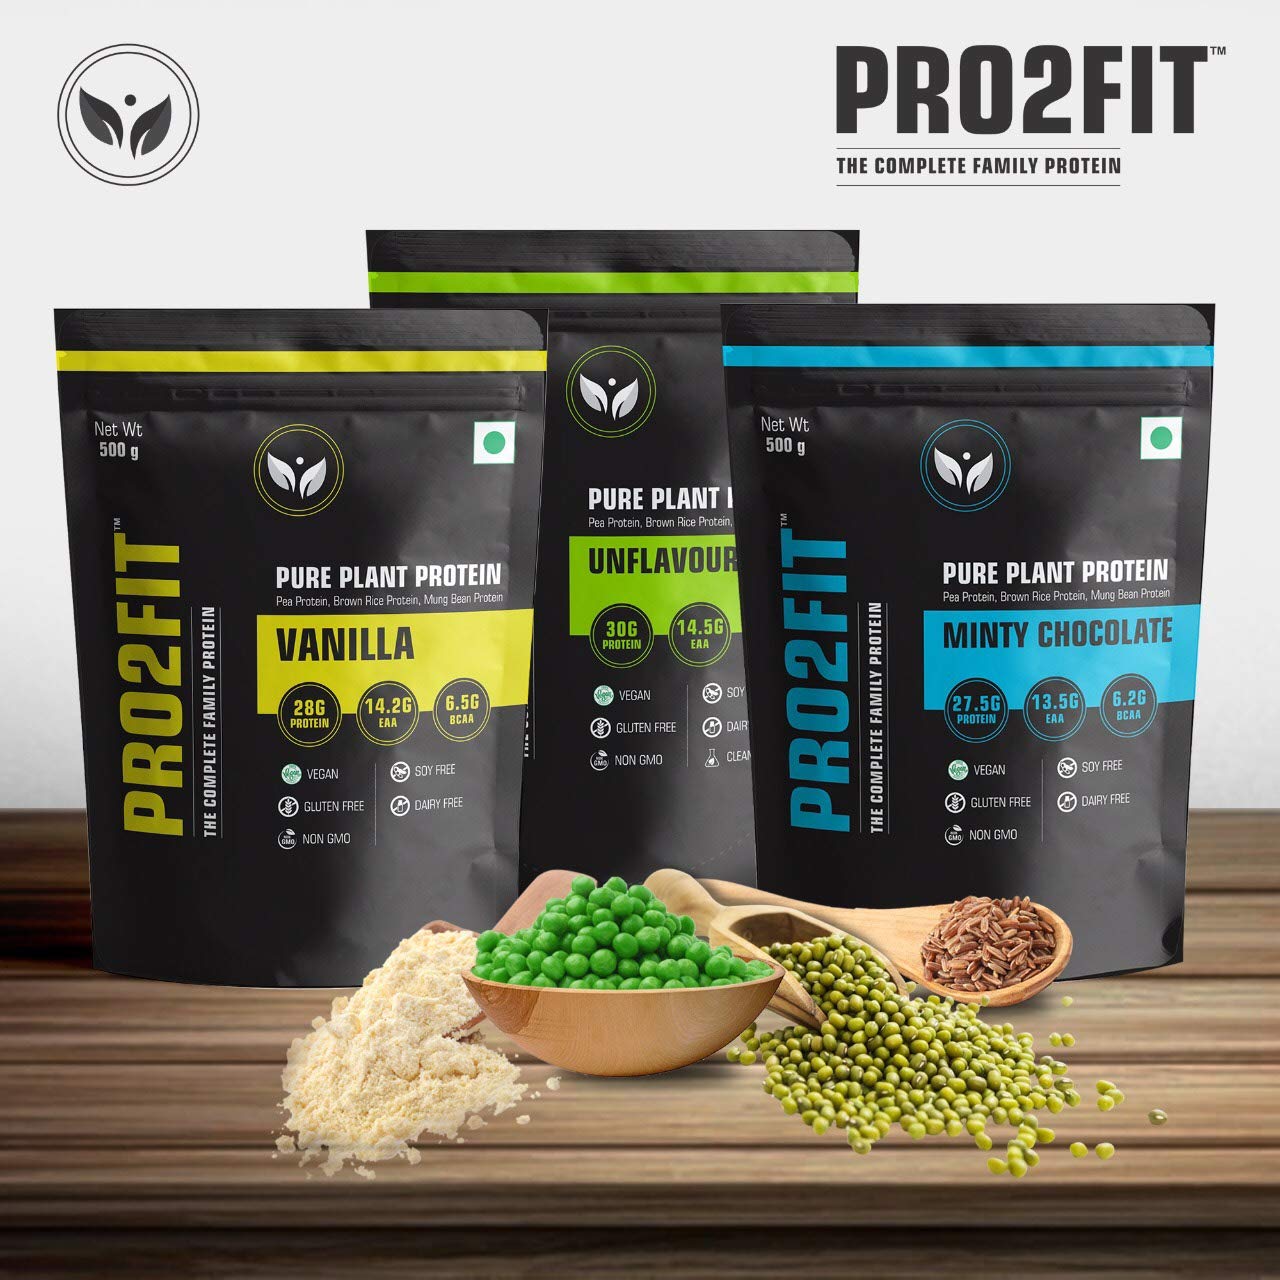 PRO2FIT™
THE COMPLETE FAMILY PROTEIN
Net Wt
500 g
PRO2FIT™
THE COMPLETE FAMILY PROTEIN
PURE PLANT PROTEIN
Pea Protein, Brown Rice Protein, Mung Bean Protein
VANILLA
28G
PROTEIN
14.2G
EAA
6.5G
BCAA
VEGAN
SOY FREE
GLUTEN FREE
DAIRY FREE
NON GMO
PURE PLANT
Pea Protein, Brown Rice Protein,
UNFLAVOUR
30G
PROTEIN
14.5G
EAA
VEGAN
SOY
GLUTEN FREE
DAIR
NON GMO
CLEAN
Net Wt
500 g
PRO2FIT™
THE COMPLETE FAMILY PROTEIN
PURE PLANT PROTEIN
Pea Protein, Brown Rice Protein, Mung Bean Protein
MINTY CHOCOLATE
27.5G
PROTEIN
13.5G
EAA
6.2G
BCAA
VEGAN
SOY FREE
GLUTEN FREE
DAIRY FREE
NON GMO